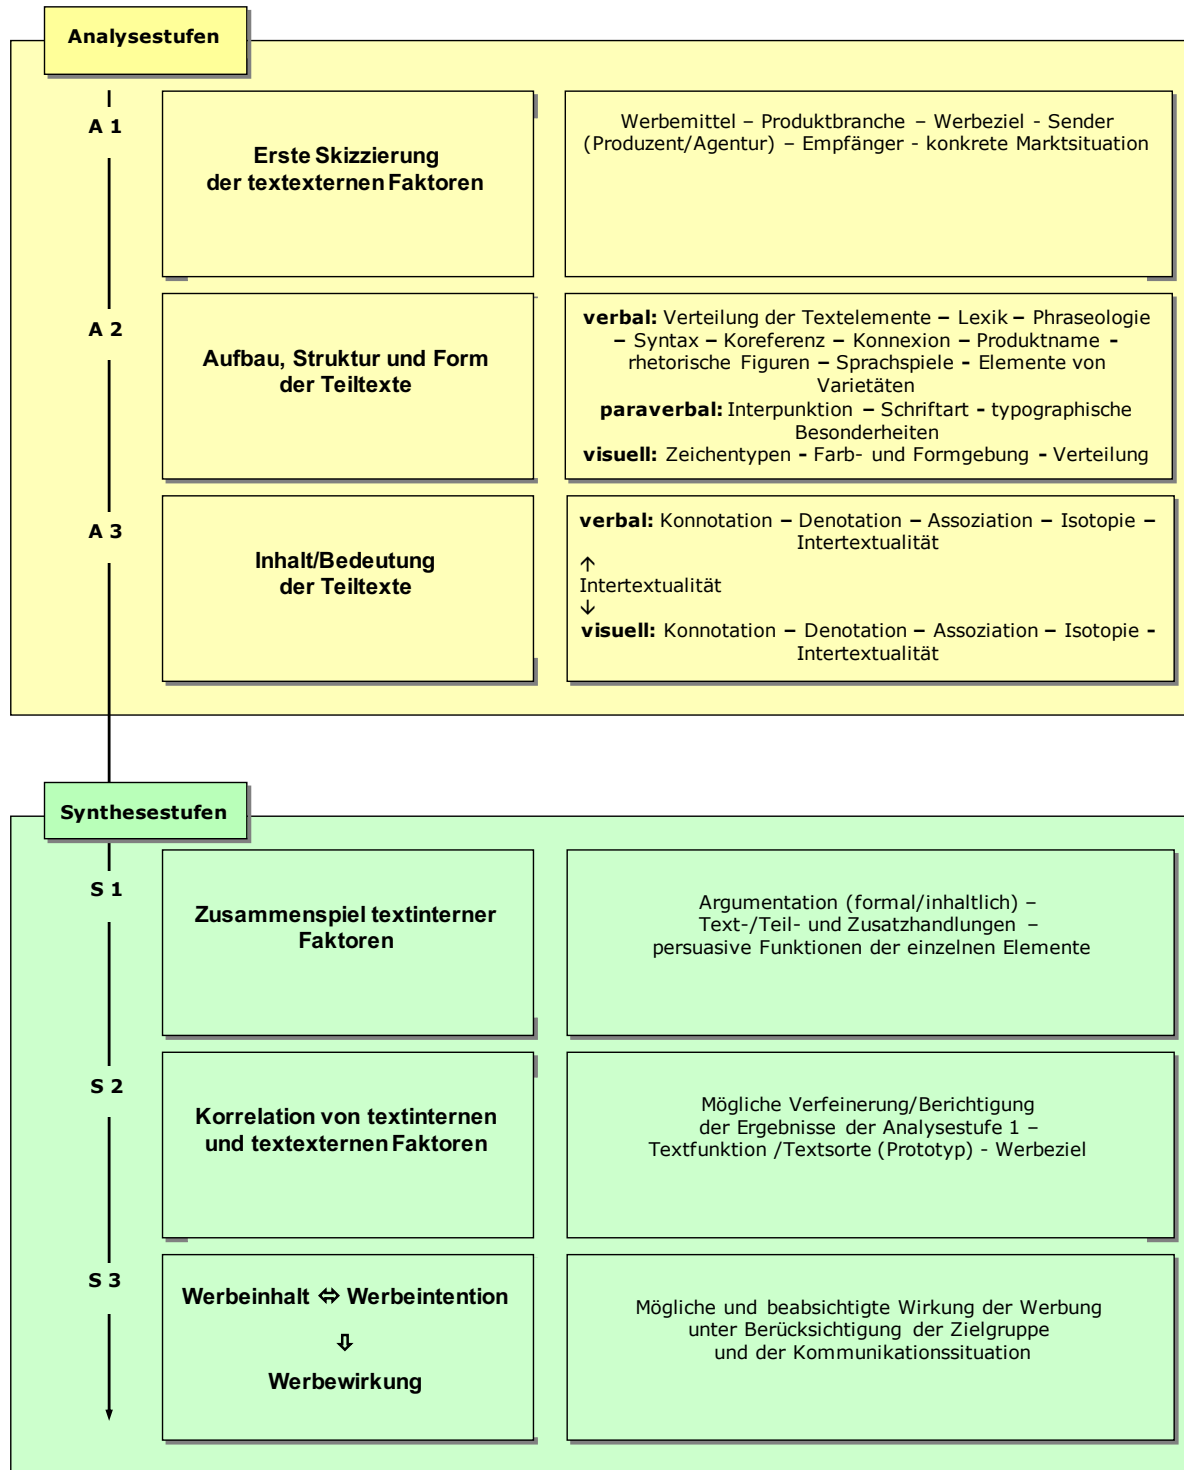 Analysestufen
A 1
Erste Skizzierung
der textexternen Faktoren
Werbemittel – Produktbranche – Werbeziel - Sender
(Produzent/Agentur) – Empfänger - konkrete Marktsituation
A 2
Aufbau, Struktur und Form
der Teiltexte
verbal: Verteilung der Textelemente – Lexik – Phraseologie
– Syntax – Koreferenz – Konnexion – Produktname -
rhetorische Figuren – Sprachspiele - Elemente von
Varietäten
paraverbal: Interpunktion – Schriftart - typographische
Besonderheiten
visuell: Zeichentypen - Farb- und Formgebung - Verteilung
A 3
Inhalt/Bedeutung
der Teiltexte
verbal: Konnotation – Denotation – Assoziation – Isotopie –
Intertextualität
↑
Intertextualität
↓
visuell: Konnotation – Denotation – Assoziation – Isotopie -
Intertextualität
Synthesestufen
S 1
Zusammenspiel textinterner
Faktoren
Argumentation (formal/inhaltlich) –
Text-/Teil- und Zusatzhandlungen –
persuasive Funktionen der einzelnen Elemente
S 2
Korrelation von textinternen
und textexternen Faktoren
Mögliche Verfeinerung/Berichtigung
der Ergebnisse der Analysestufe 1 –
Textfunktion /Textsorte (Prototyp) - Werbeziel
S 3
Werbeinhalt ⇔ Werbeintention
⇓
Werbewirkung
Mögliche und beabsichtigte Wirkung der Werbung
unter Berücksichtigung der Zielgruppe
und der Kommunikationssituation